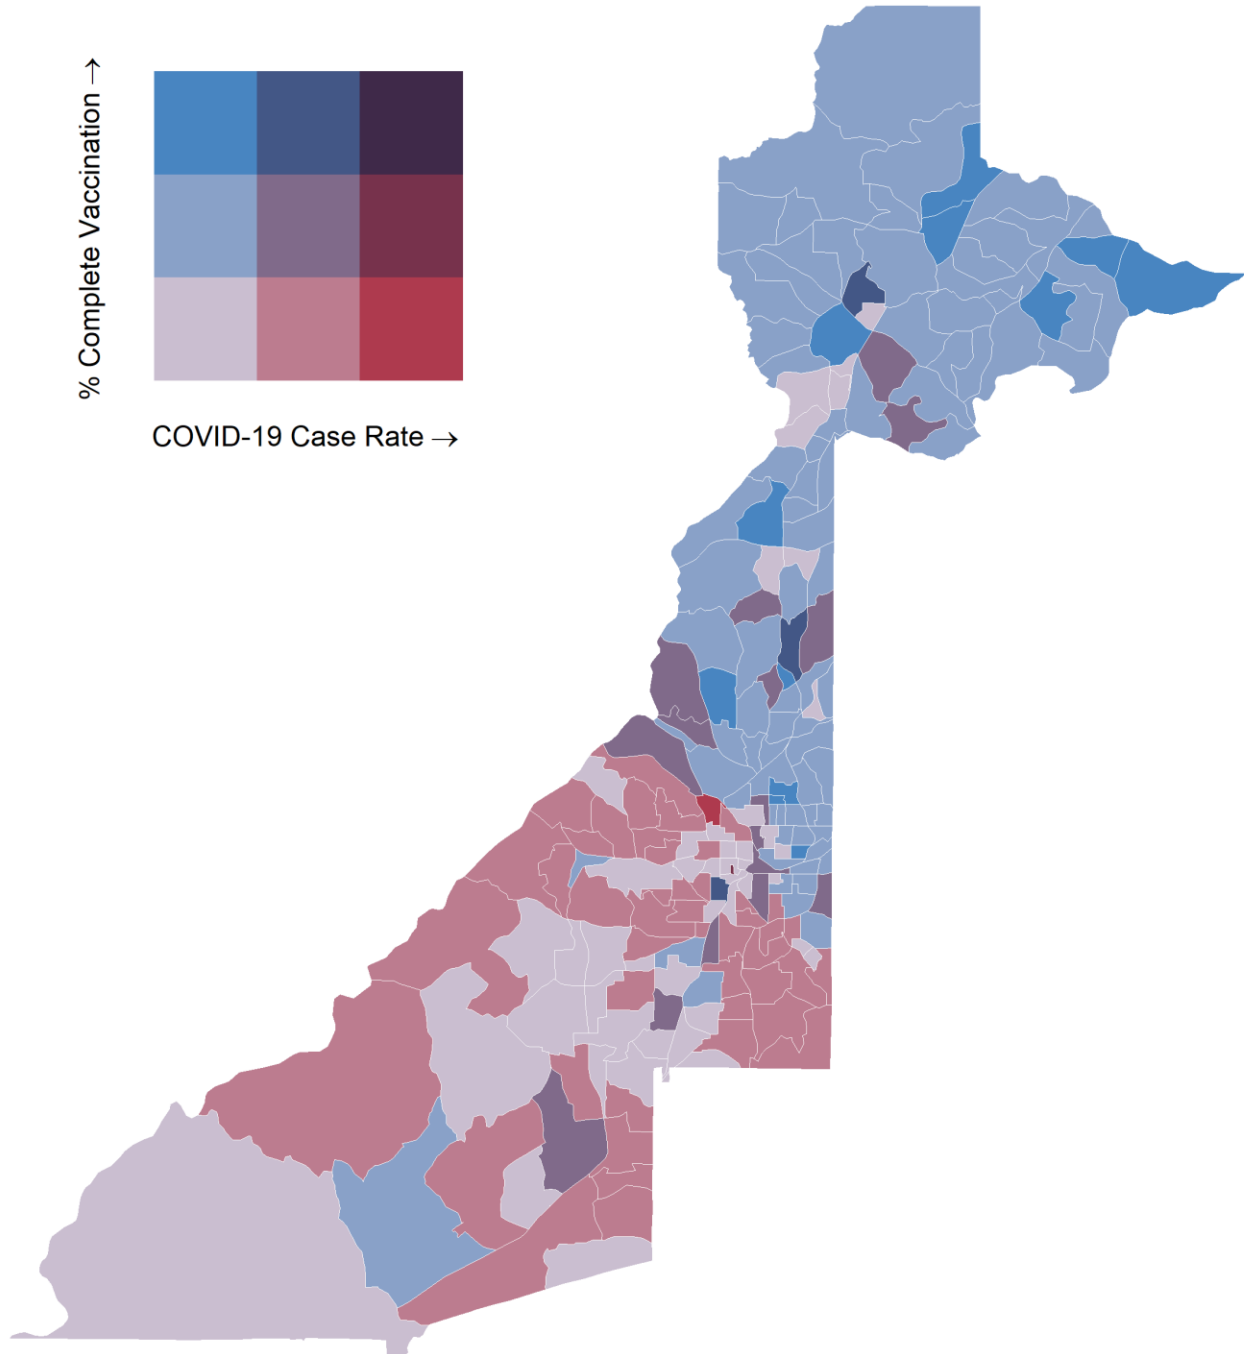 % Complete Vaccination →
COVID-19 Case Rate →